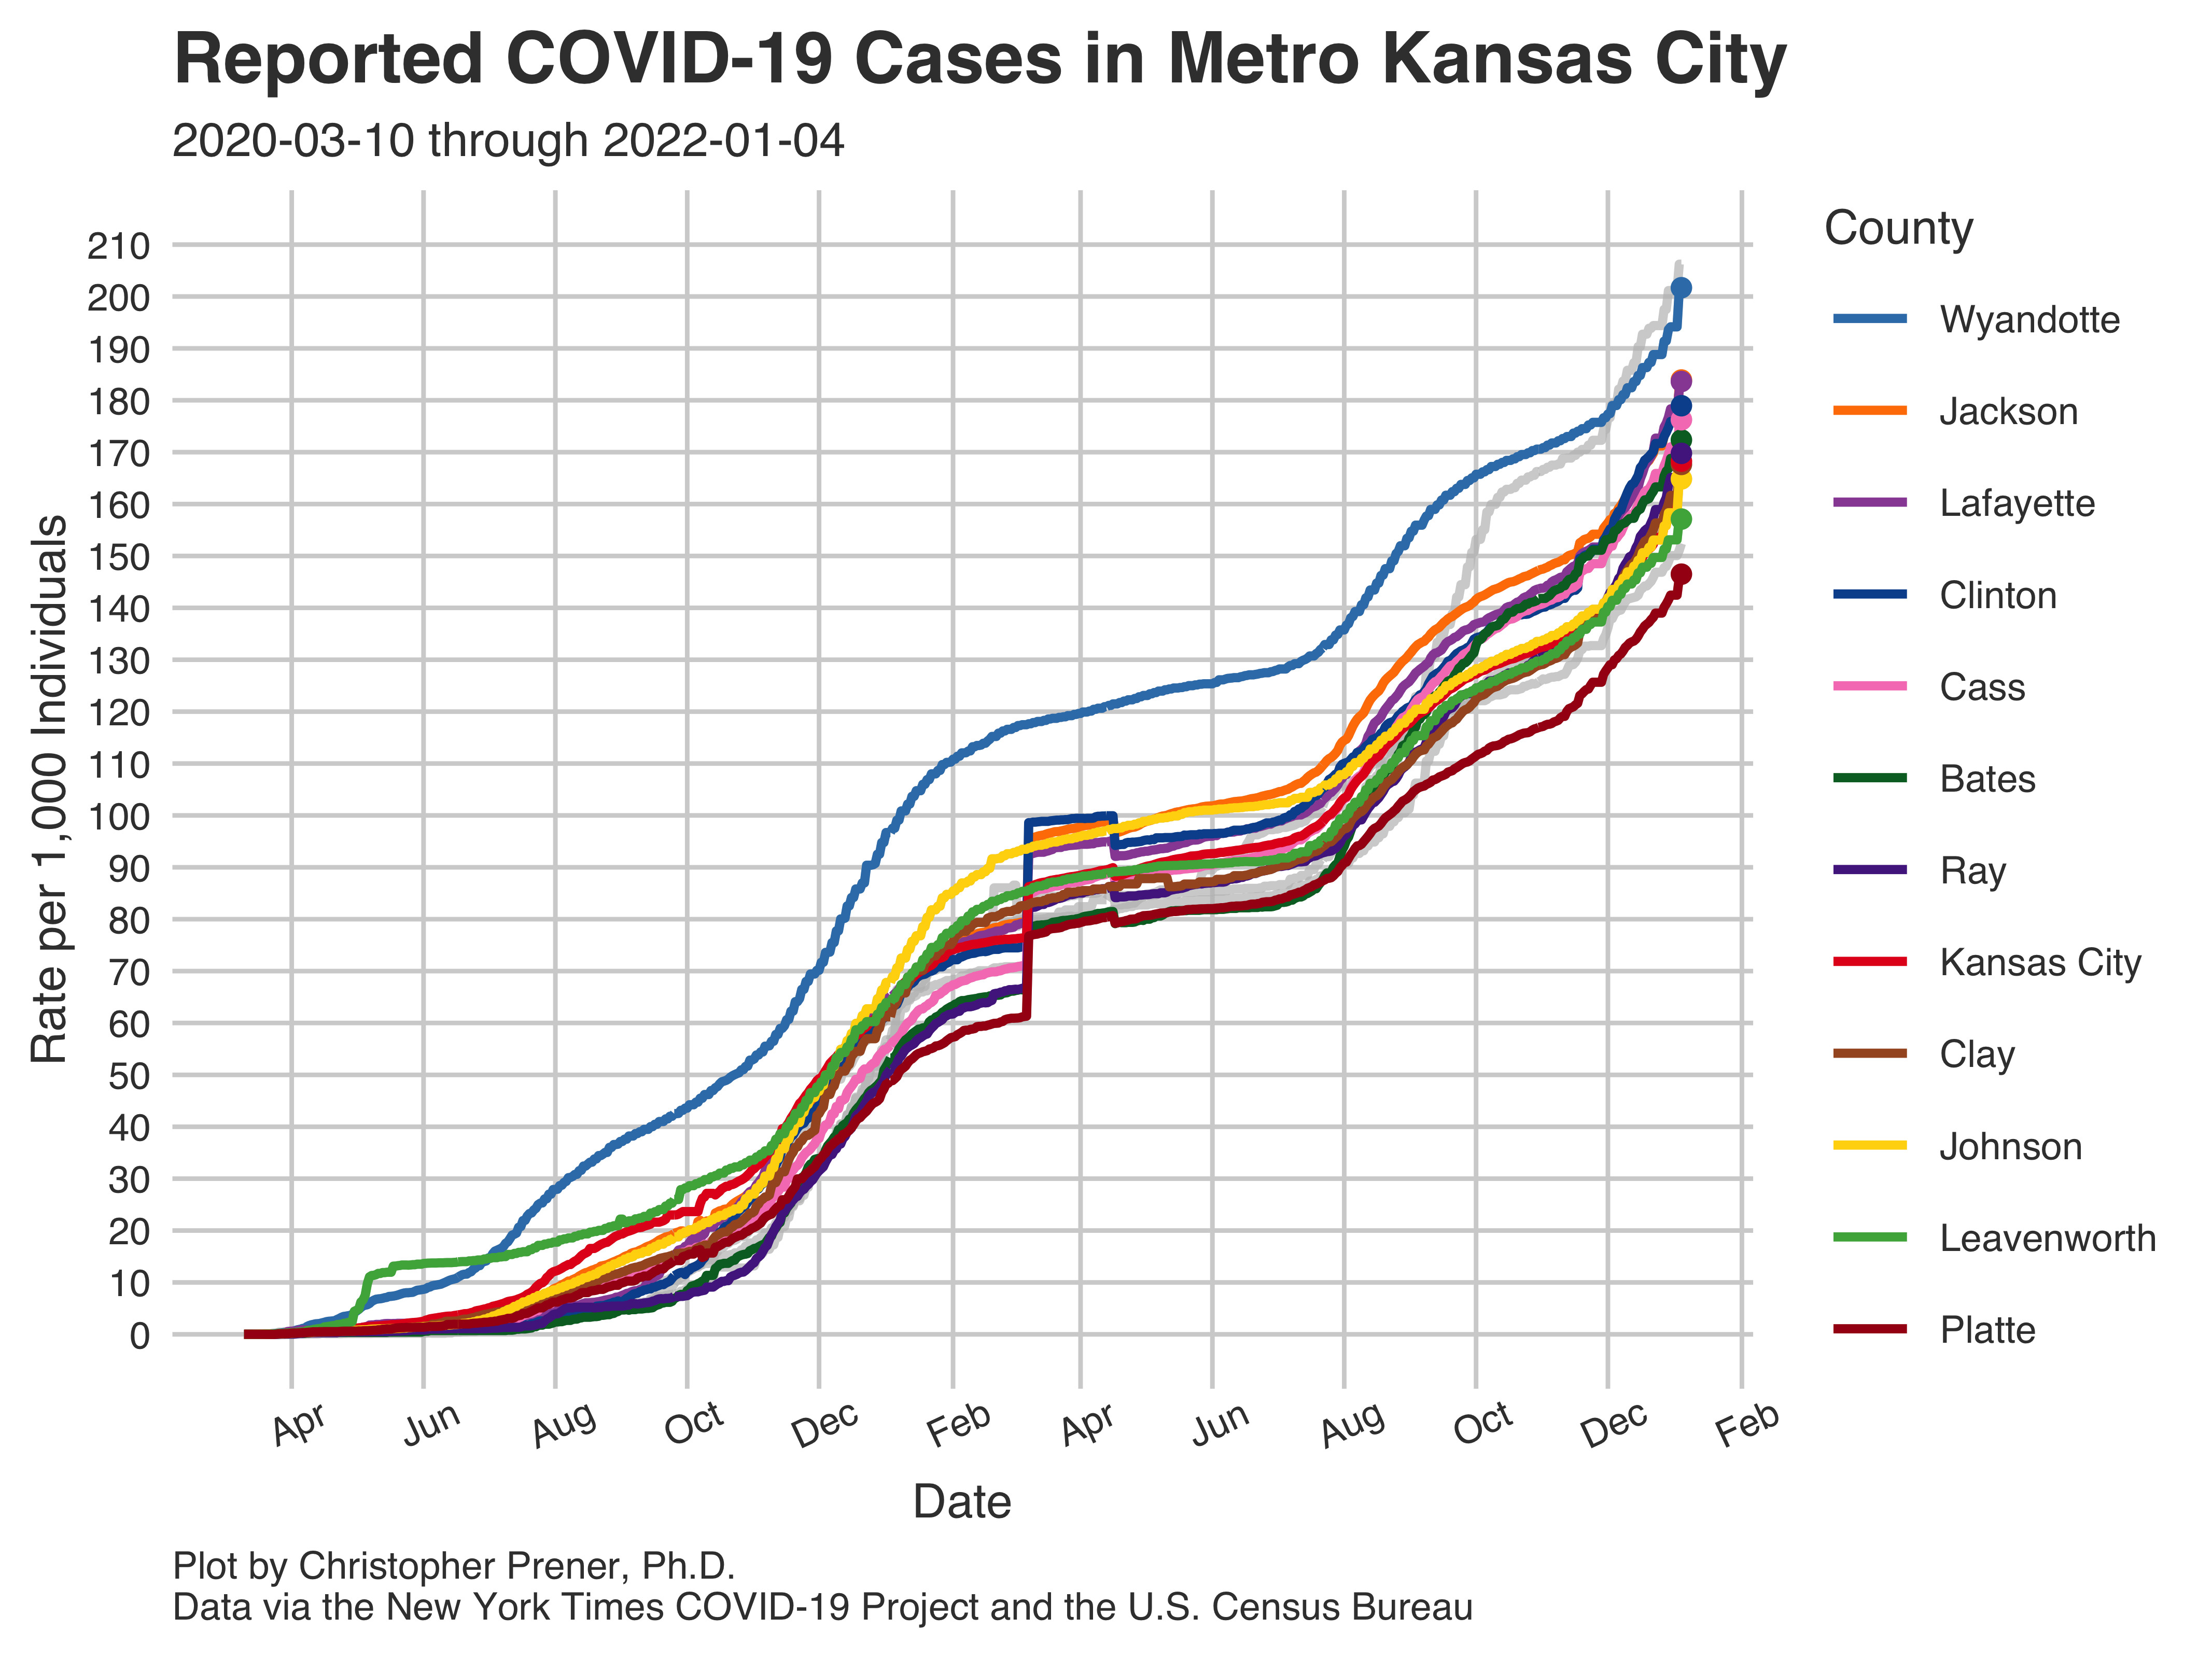 Reported COVID-19 Cases in Metro Kansas City
2020-03-10 through 2022-01-04
Rate per 1,000 Individuals
210
200
190
180
170
160
150
140
130
120
110
100
90
80
70
60
50
40
30
20
10
0
Apr Jun Aug Oct Dec Feb Apr Jun Aug Oct Dec Feb
Date
County
Wyandotte
Jackson
Lafayette
Clinton
Cass
Bates
Ray
Kansas City
Clay
Johnson
Leavenworth
Platte
Plot by Christopher Prener, Ph.D.
Data via the New York Times COVID-19 Project and the U.S. Census Bureau